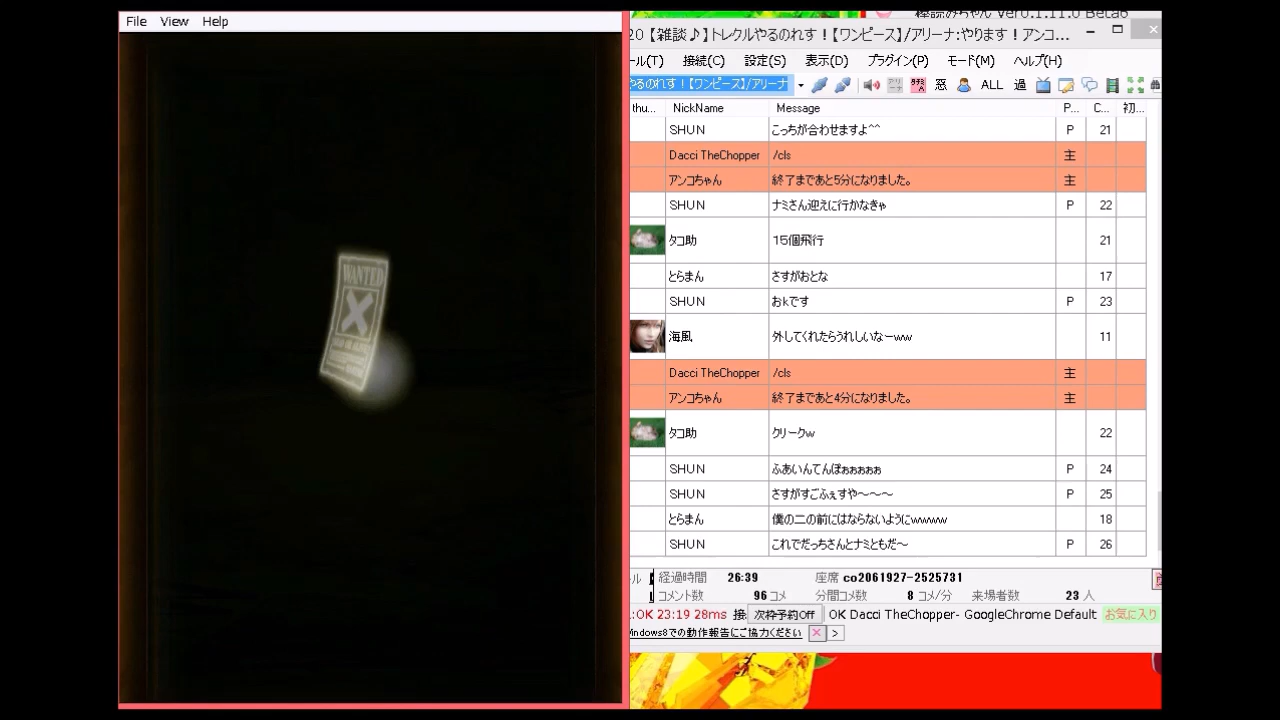 File View Help
WANTED
棒読みちゃん Ver0.1.11.0 Beta6
20【雑談♪】トレクルやるのれす！【ワンピース】/アリーナ:やります！アンコ...
ール(T) 接続(C) 設定(S) 表示(D) プラグイン(P) モード(M) ヘルプ(H)
やるのれす！【ワンピース】/アリーナ ALL 過
thu... NickName Message P... C... 初...
SHUN こっちが合わせますよ^^ P 21
Dacci TheChopper /cls 主
アンコちゃん 終了まであと5分になりました。 主
SHUN ナミさん迎えに行かなきゃ P 22
タコ助 15個飛行 21
とらまん さすがおとな 17
SHUN おkです P 23
海風 外してくれたらうれしいなーww 11
Dacci TheChopper /cls 主
アンコちゃん 終了まであと4分になりました。 主
タコ助 クリークw 22
SHUN ふあいんてんぽぉぉぉぉぉ P 24
SHUN さすがすごふぇすや～～～ P 25
とらまん 僕の二の前にはならないようにwwwww 18
SHUN これでだっちさんとナミともだ～ P 26
経過時間 26:39 座席 co2061927-2525731
コメント数 96 コメ 分間コメ数 8 コメ/分 来場者数 23 人
:OK 23:19 28ms 接 次枠予約Off OK Dacci TheChopper- GoogleChrome Default お気に入り
Windows8での動作報告にご協力ください × >